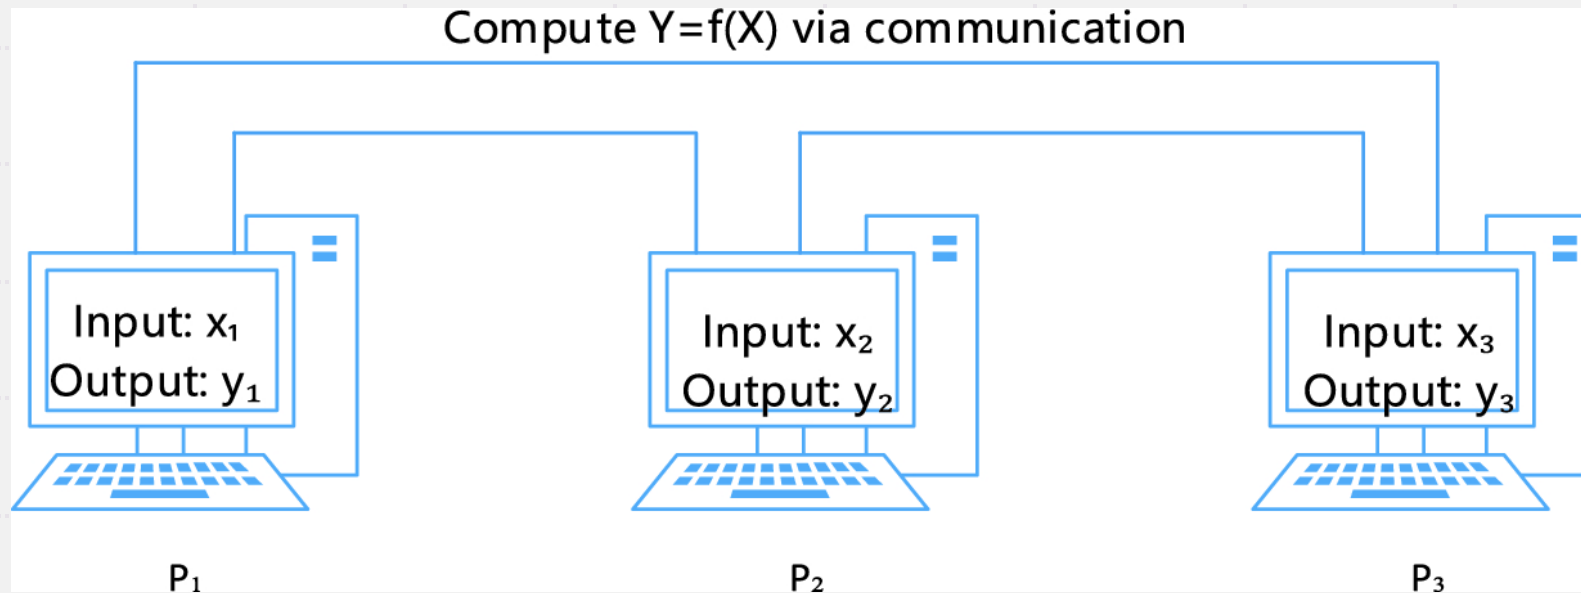 Compute Y=f(X) via communication
Input: x₁
Output: y₁
Input: x₂
Output: y₂
Input: x₃
Output: y₃
P₁
P₂
P₃